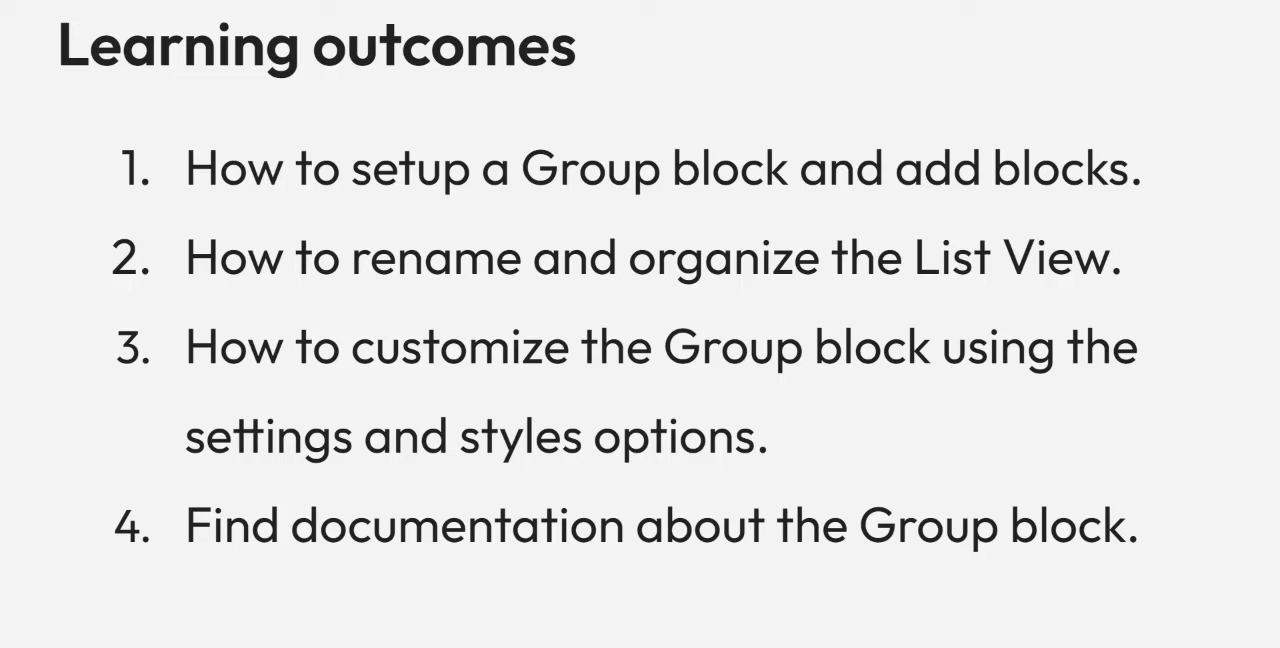 Learning outcomes
1. How to setup a Group block and add blocks.
2. How to rename and organize the List View.
3. How to customize the Group block using the
settings and styles options.
4. Find documentation about the Group block.